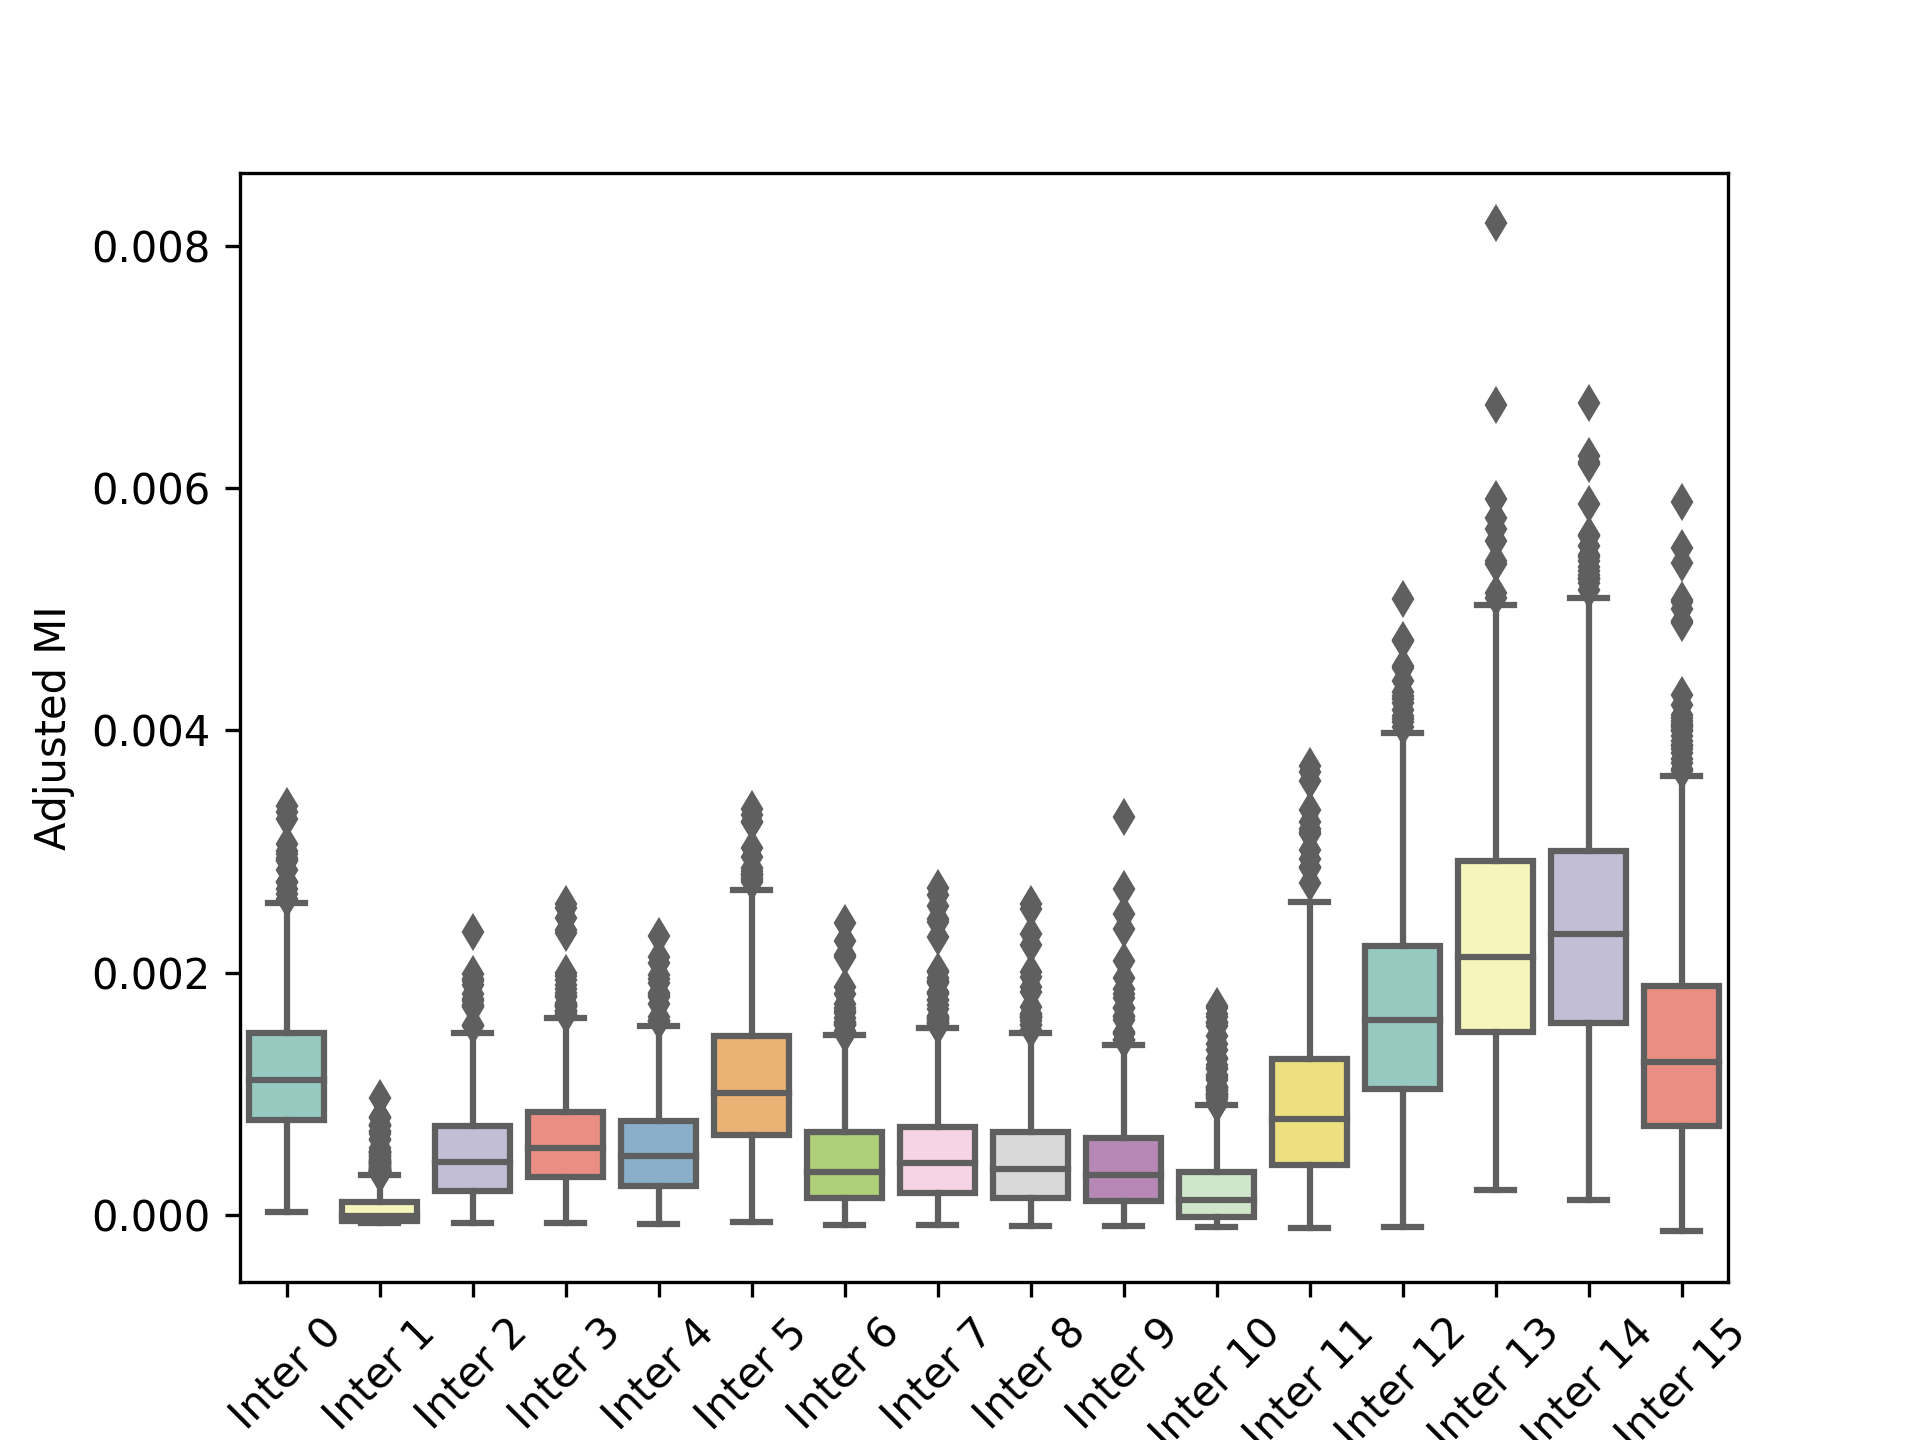 0.008
0.006
0.004
0.002
0.000
Adjusted MI
Inter 0
Inter 1
Inter 2
Inter 3
Inter 4
Inter 5
Inter 6
Inter 7
Inter 8
Inter 9
Inter 10
Inter 11
Inter 12
Inter 13
Inter 14
Inter 15